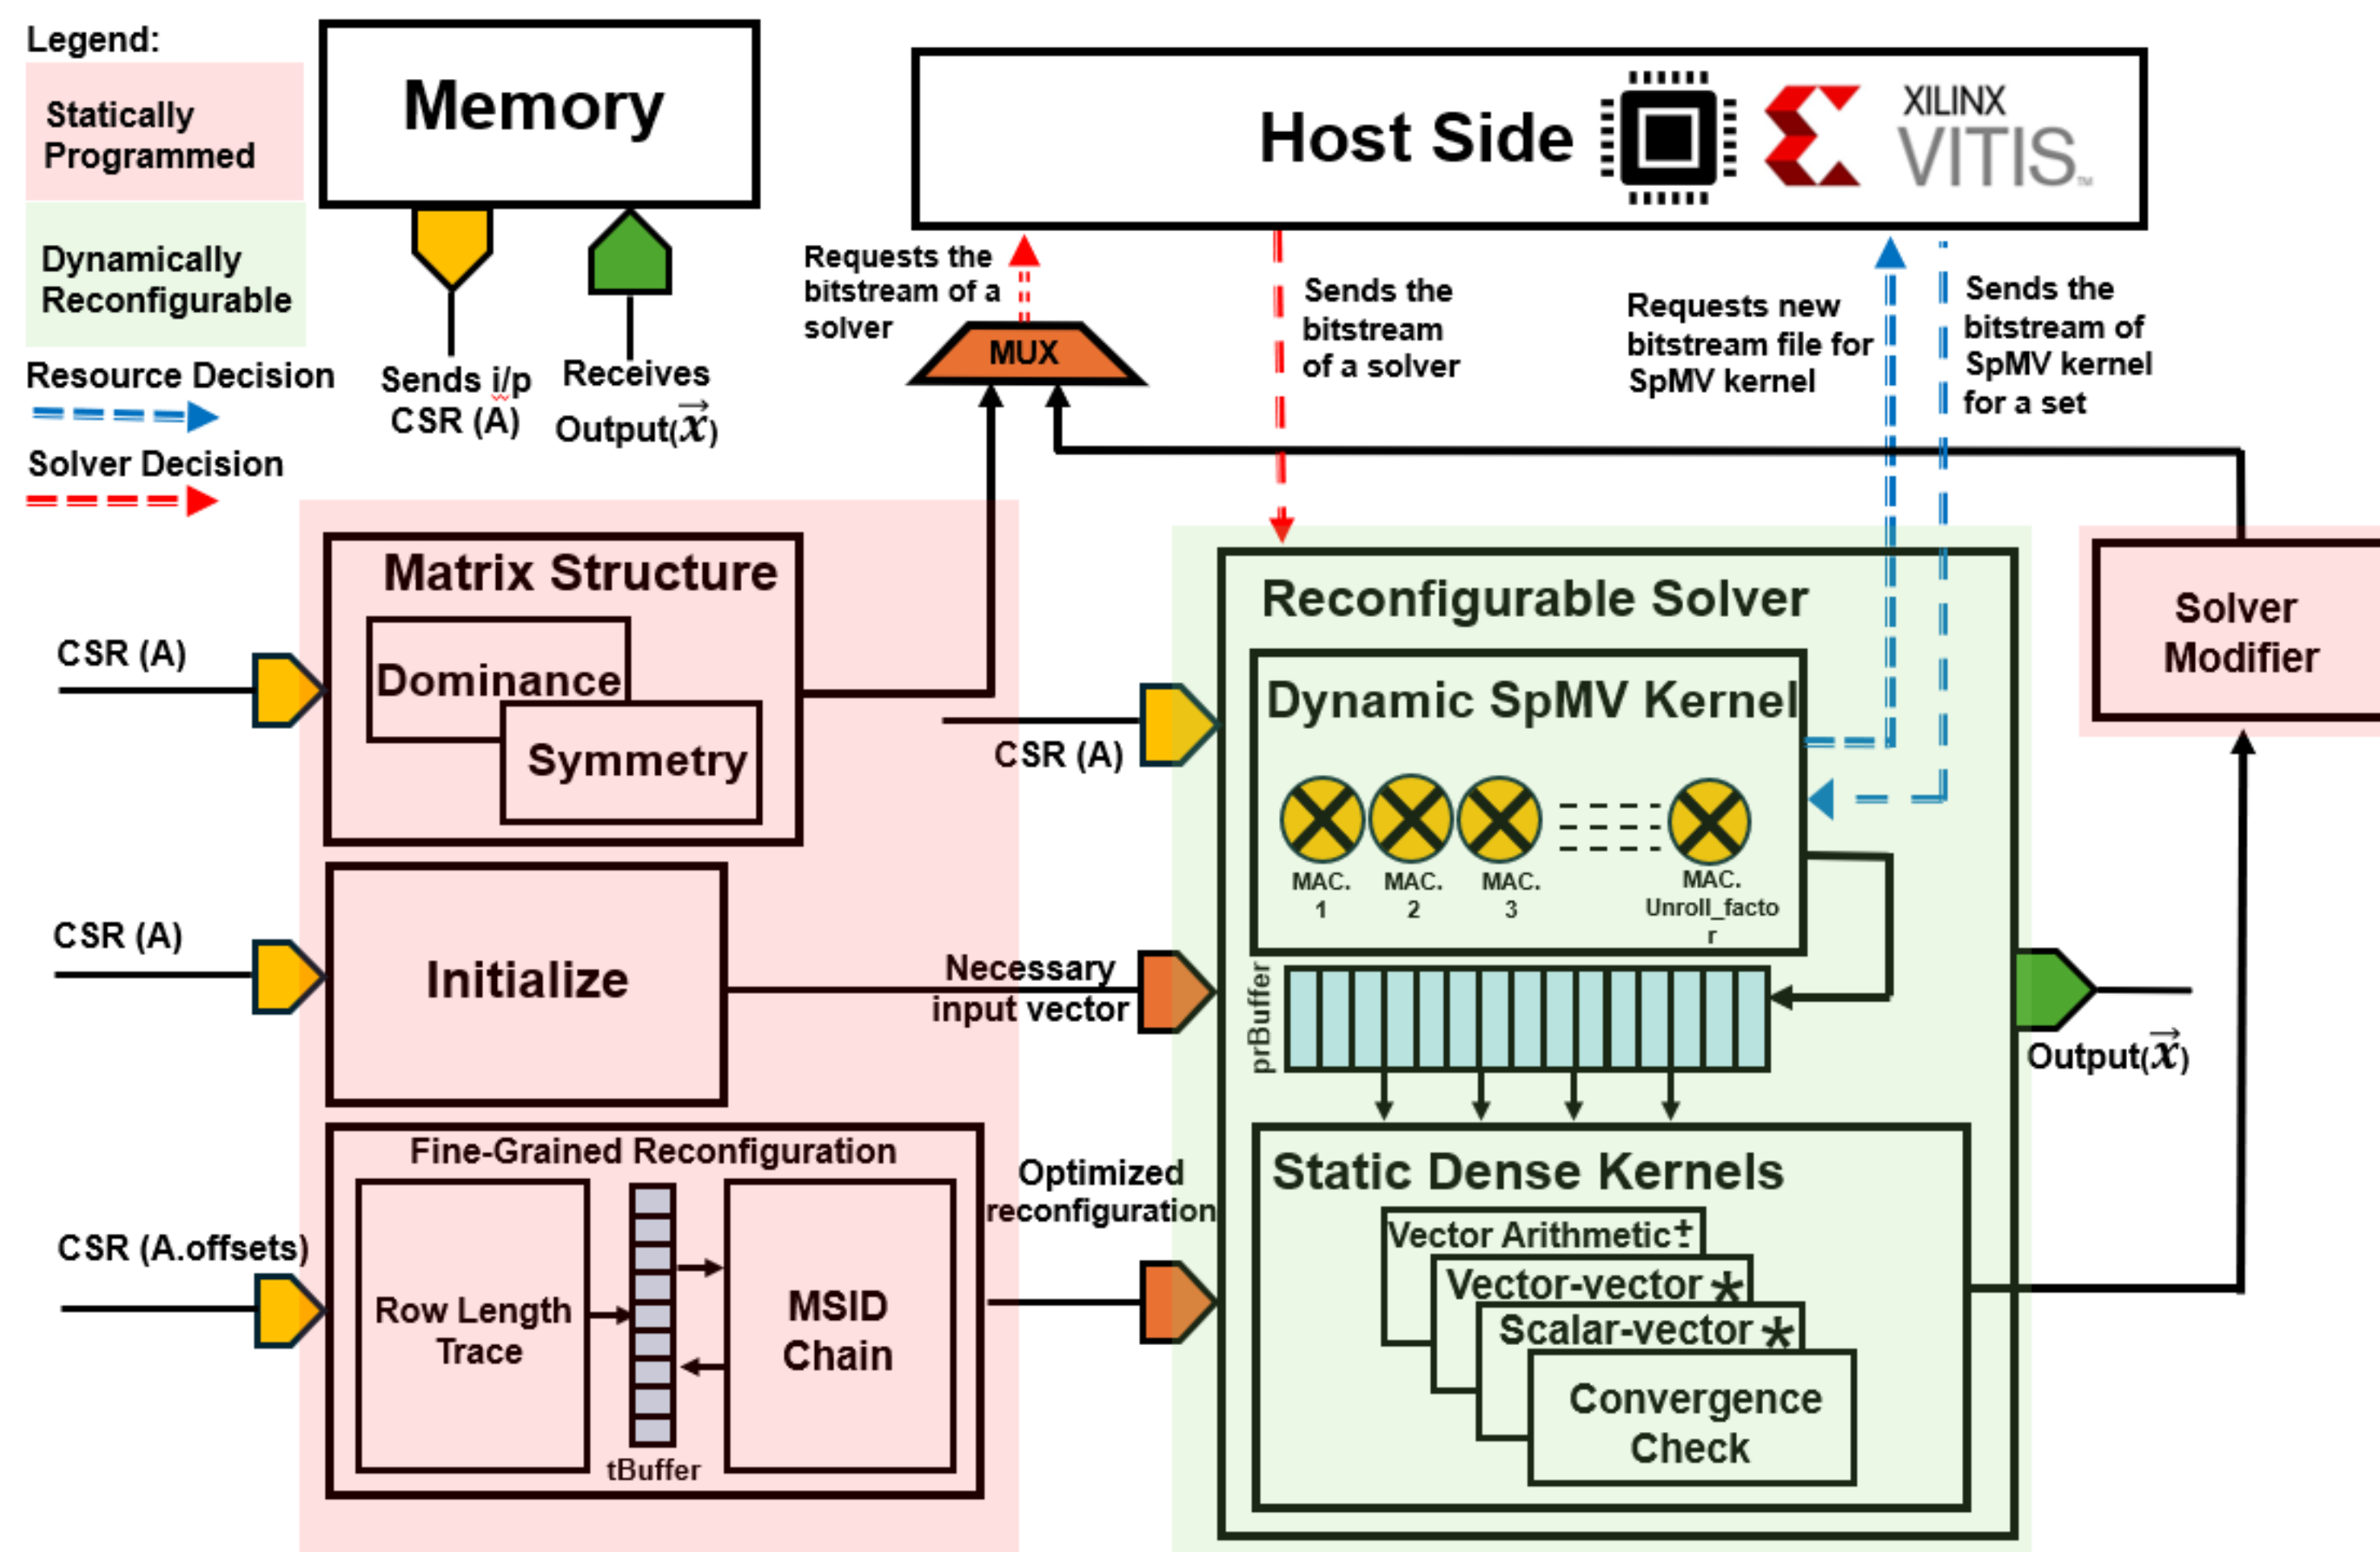 Legend:
Statically
Programmed
Dynamically
Reconfigurable
Resource Decision
Solver Decision
Memory
Sends i/p
CSR (A)
Receives
Output(x⃗)
Host Side
XILINX
VITIS™
Requests the
bitstream of a
solver
MUX
Sends the
bitstream
of a solver
Requests new
bitstream file for
SpMV kernel
Sends the
bitstream of
SpMV kernel
for a set
CSR (A)
Matrix Structure
Dominance
Symmetry
CSR (A)
Initialize
Necessary
input vector
CSR (A.offsets)
Fine-Grained Reconfiguration
Row Length
Trace
tBuffer
MSID
Chain
Optimized
reconfiguration
CSR (A)
Reconfigurable Solver
Dynamic SpMV Kernel
MAC.
1
MAC.
2
MAC.
3
MAC.
Unroll_facto
r
prBuffer
Static Dense Kernels
Vector Arithmetic±
Vector-vector *
Scalar-vector *
Convergence
Check
Solver
Modifier
Output(x⃗)